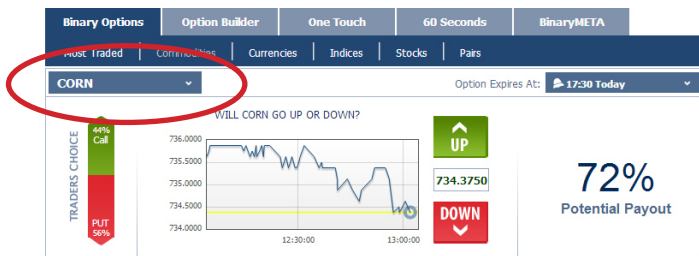 Binary Options Option Builder One Touch 60 Seconds BinaryMETA
Most Traded Commodities Currencies Indices Stocks Pairs
CORN Option Expires At: 17:30 Today
WILL CORN GO UP OR DOWN?
TRADERS CHOICE
44%
Call
PUT
56%
736.0000
735.5000
735.0000
734.5000
734.0000
12:30:00 13:00:00
UP
734.3750
DOWN
72%
Potential Payout